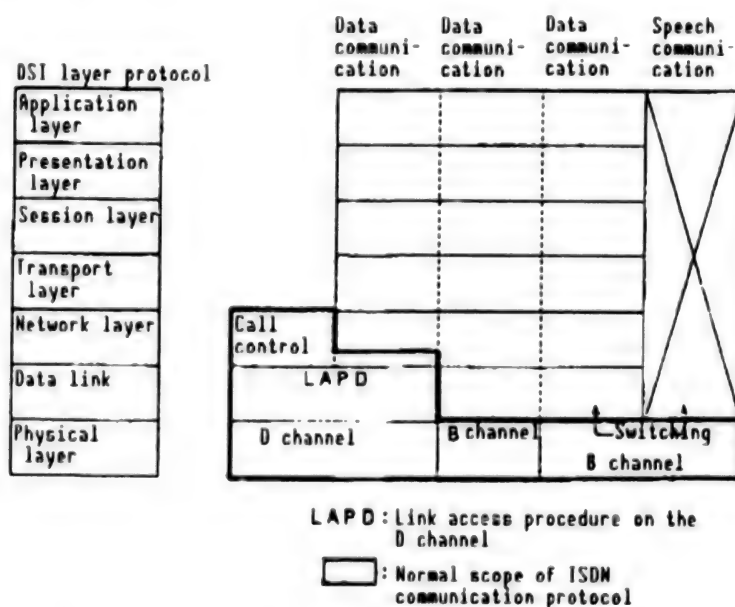 Data communi-cation
Data communi-cation
Data communi-cation
Speech communi-cation
OSI layer protocol
Application layer
Presentation layer
Session layer
Transport layer
Network layer
Data link
Physical layer
Call control
LAPD
D channel
B channel
Switching
B channel
LAPD: Link access procedure on the
D channel
: Normal scope of ISDN
communication protocol